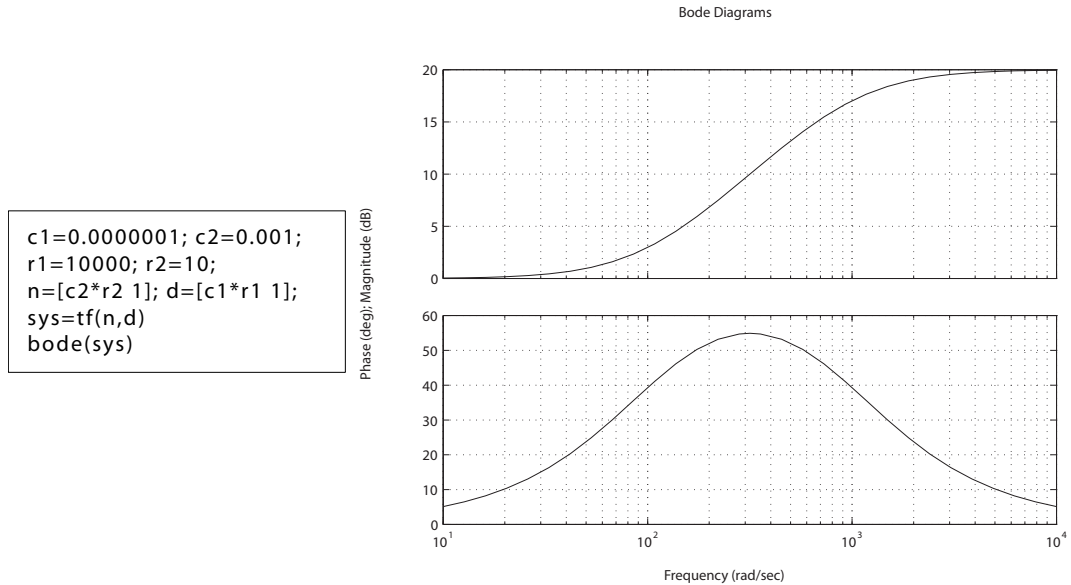 Bode Diagrams
c1=0.0000001; c2=0.001;
r1=10000; r2=10;
n=[c2*r2 1]; d=[c1*r1 1];
sys=tf(n,d)
bode(sys)
Phase (deg); Magnitude (dB)
20
15
10
5
0
60
50
40
30
20
10
0
10^1
10^2
10^3
10^4
Frequency (rad/sec)